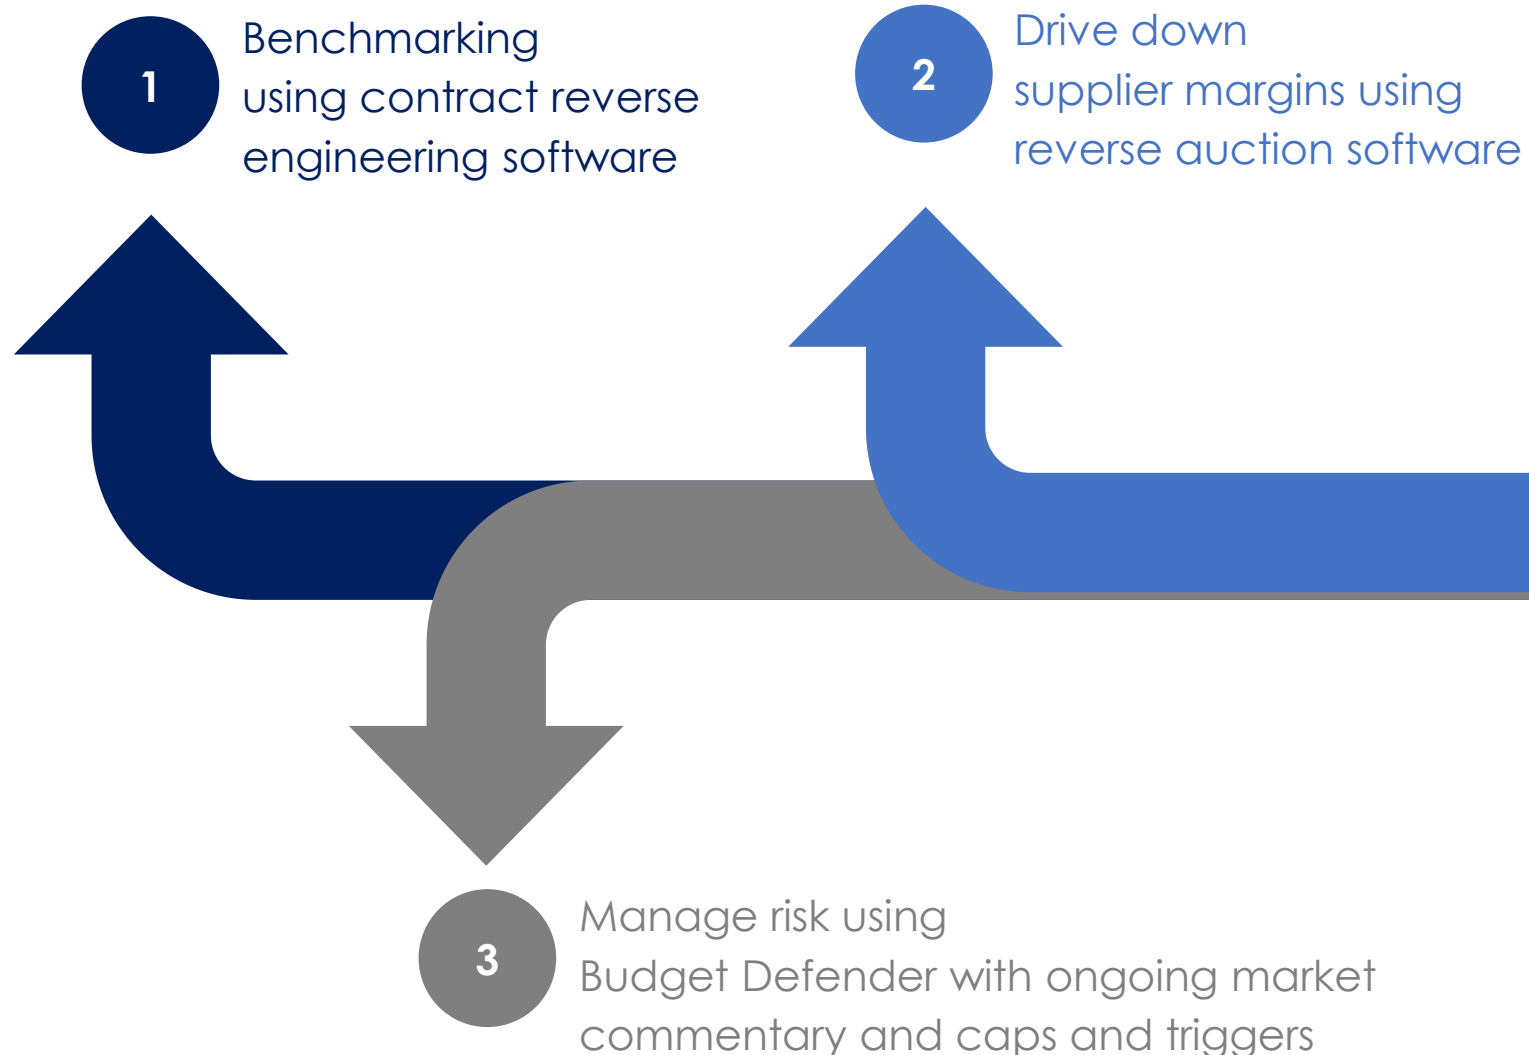 1
Benchmarking
using contract reverse
engineering software
2
Drive down
supplier margins using
reverse auction software
3
Manage risk using
Budget Defender with ongoing market
commentary and caps and triggers